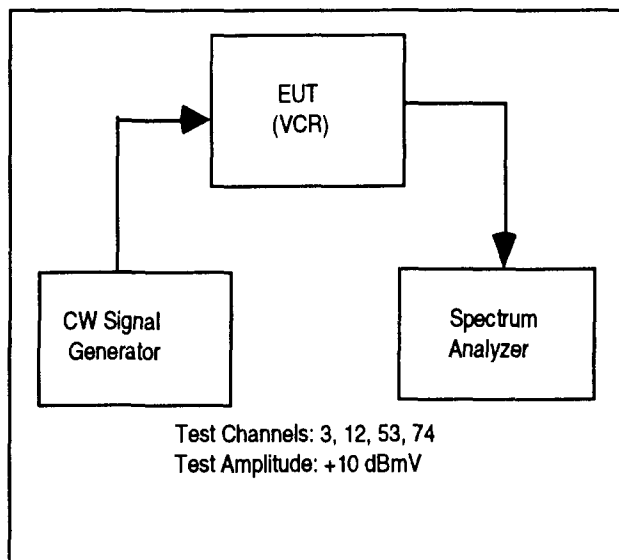 EUT
(VCR)
CW Signal
Generator
Spectrum
Analyzer
Test Channels: 3, 12, 53, 74
Test Amplitude: +10 dBmV